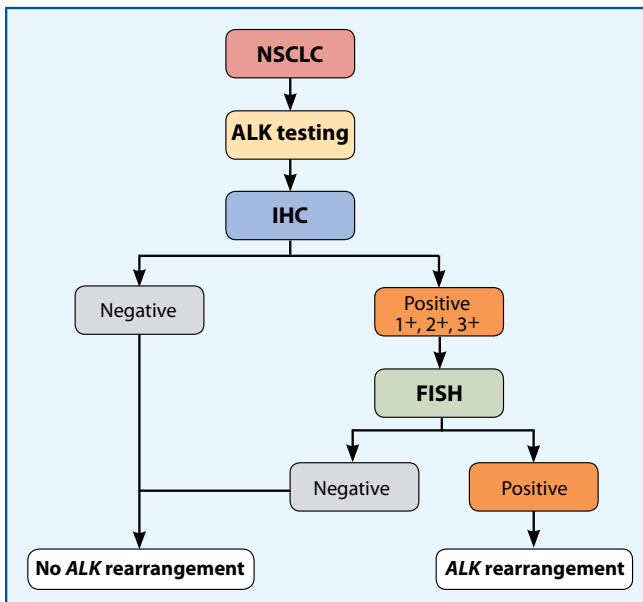 NSCLC
ALK testing
IHC
Negative
Positive
1+, 2+, 3+
FISH
Negative
Positive
No ALK rearrangement
ALK rearrangement